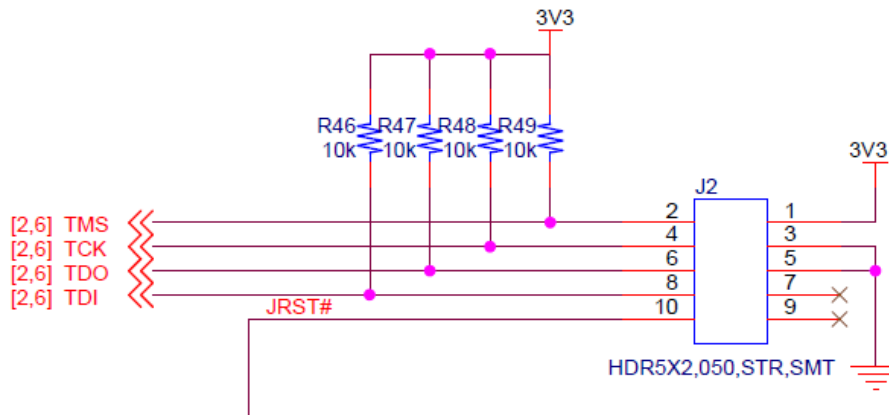 3V3
R46 R47 R48 R49
10k 10k 10k 10k
3V3
J2
[2,6] TMS 2 1
[2,6] TCK 4 3
[2,6] TDO 6 5
[2,6] TDI 8 7
JRST# 10 9
HDR5X2,050,STR,SMT